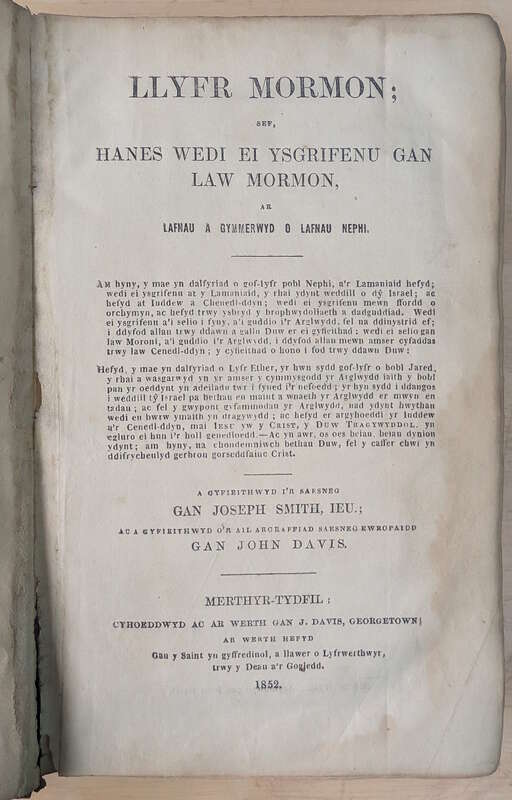 LLYFR MORMON;
SEF,
HANES WEDI EI YSGRIFENU GAN
LAW MORMON,
AR
LAFNAU A GYMMERWYD O LAFNAU NEPHI.
Am hyny, y mae yn dalfyriad o gof-lyfr pobl Nephi, a'r Lamaniaid hefyd;
wedi ei ysgrifenu at y Lamaniaid, y rhai ydynt weddill o dŷ Israel; ac
hefyd at Iuddew a Chenedl-ddyn; wedi ei ysgrifenu mewn ffordd o
orchymyn, ac hefyd trwy ysbryd y brophwydoliaeth a dadguddiad. Wedi
ei ysgrifenu a'i selio i fyny, a'i guddio i'r Arglwydd, fel na ddinystrid ef;
i ddyfod allan trwy ddawn a gallu Duw er ei gyfieithad; wedi ei selio gan
law Moroni, a'i guddio i'r Arglwydd, i ddyfod allan mewn amser cyfaddas
trwy law Cenedl-ddyn; y cyfieithad o hono i fod trwy ddawn Duw:
Hefyd, y mae yn dalfyriad o Lyfr Ether, yr hwn sydd gof-lyfr o bobl Jared,
y rhai a wasgarwyd yn yr amser y cymmysgodd yr Arglwydd iaith y bobl
pan yr oeddynt yn adeiladu twr i fyned i'r nefoedd; yr hyn sydd i ddangos
i weddill tŷ Israel pa bethau eu maint a wnaeth yr Arglwydd er mwyn eu
tadau; ac fel y gwypont gyfammodau yr Arglwydd, nad ydynt hwythau
wedi eu bwrw ymaith yn dragywydd; ac hefyd er argyhoeddi yr Iuddew
a'r Cenedl-ddyn, mai Iesu yw y Crist, y Duw Tragywyddol, yn
egluro ei hun i'r holl genedloedd.—Ac yn awr, os oes beiau, beiau dynion
ydynt; am hyny, na chondemniwch bethau Duw, fel y caffer chwi yn
ddifrycheulyd gerbron gorseddfainc Crist.
A GYFIEITHWYD I'R SAESNEG
GAN JOSEPH SMITH, IEU.;
AC A GYFIEITHWYD O'R AIL ARGRAFFIAD SAESNEG EWROPAIDD
GAN JOHN DAVIS.
MERTHYR-TYDFIL:
CYHOEDDWYD AC AR WERTH GAN J. DAVIS, GEORGETOWN;
AR WERTH HEFYD
Gan y Saint yn gyffredinol, a llawer o Lyfrwerthwyr,
trwy y Deau a'r Gogledd.
1852.